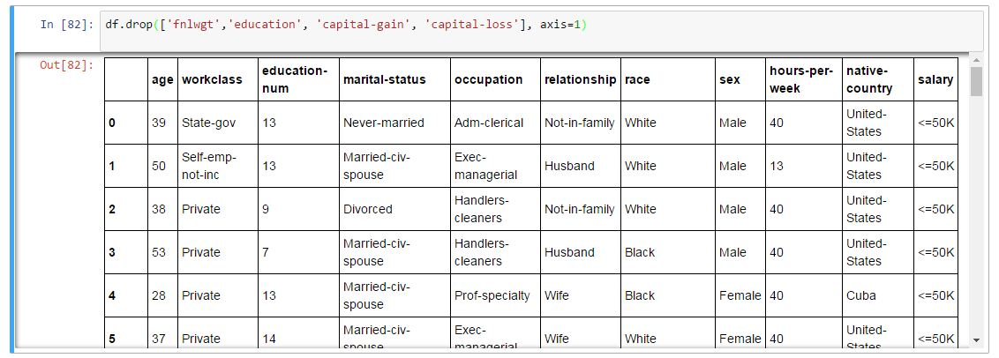 In [82]: df.drop(['fnlwgt','education', 'capital-gain', 'capital-loss'], axis=1)
Out[82]:
age workclass education-num marital-status occupation relationship race sex hours-per-week native-country salary
0 39 State-gov 13 Never-married Adm-clerical Not-in-family White Male 40 United-States <=50K
1 50 Self-emp-not-inc 13 Married-civ-spouse Exec-managerial Husband White Male 13 United-States <=50K
2 38 Private 9 Divorced Handlers-cleaners Not-in-family White Male 40 United-States <=50K
3 53 Private 7 Married-civ-spouse Handlers-cleaners Husband Black Male 40 United-States <=50K
4 28 Private 13 Married-civ-spouse Prof-specialty Wife Black Female 40 Cuba <=50K
5 37 Private 14 Married-civ-spouse Exec-managerial Wife White Female 40 United-States <=50K